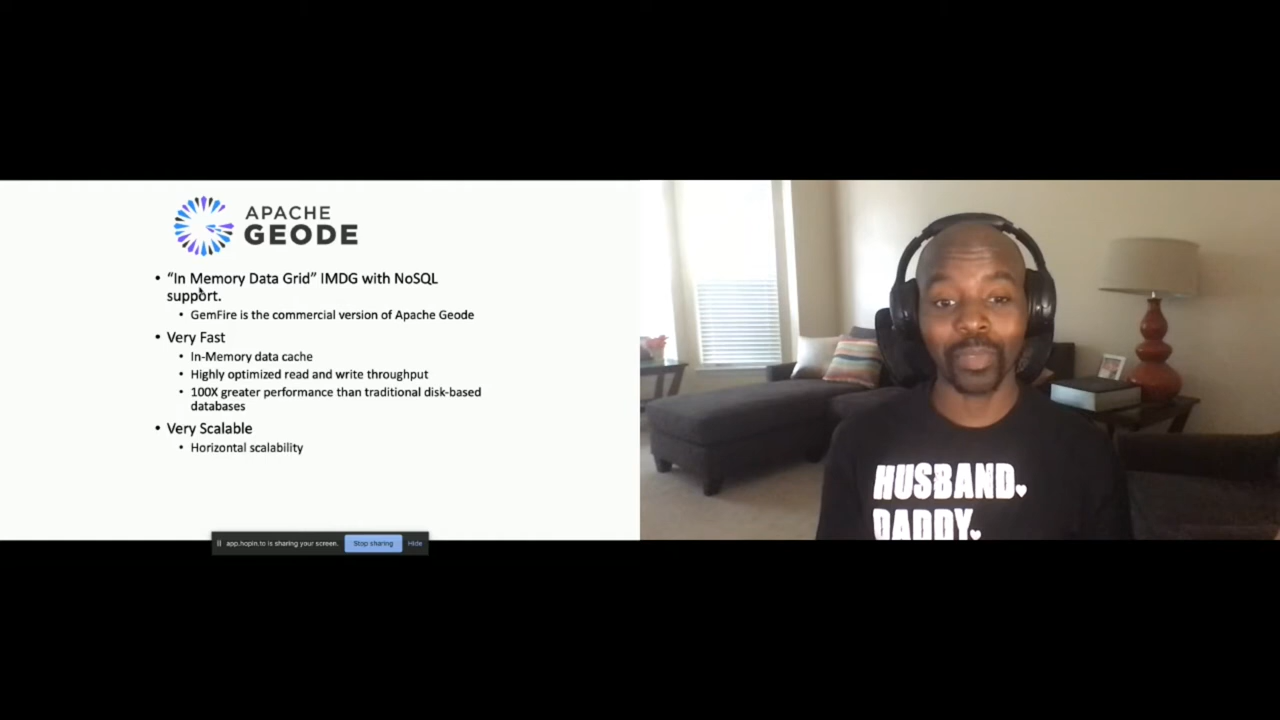 APACHE
GEODE
• “In Memory Data Grid” IMDG with NoSQL
support.
• GemFire is the commercial version of Apache Geode
• Very Fast
• In-Memory data cache
• Highly optimized read and write throughput
• 100X greater performance than traditional disk-based
databases
• Very Scalable
• Horizontal scalability
app.hopin.to is sharing your screen.
Stop sharing
Hide
HUSBAND.
DADDY.